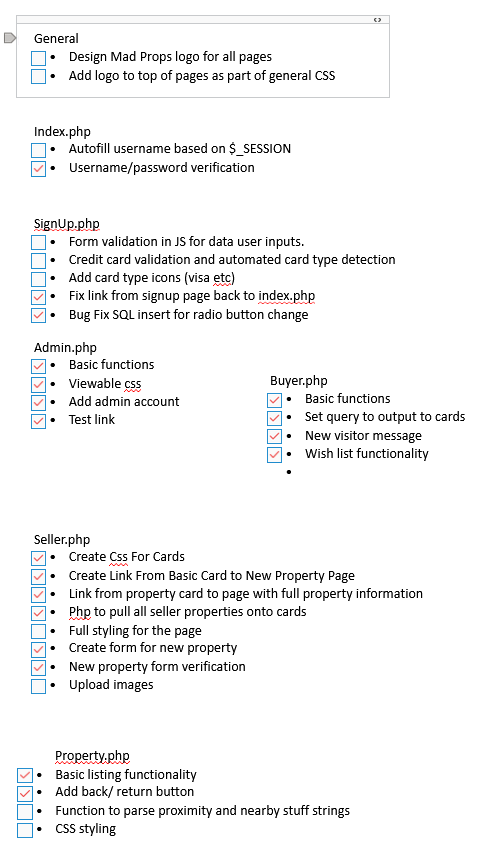 General
• Design Mad Props logo for all pages
• Add logo to top of pages as part of general CSS
Index.php
• Autofill username based on $_SESSION
• Username/password verification
SignUp.php
• Form validation in JS for data user inputs.
• Credit card validation and automated card type detection
• Add card type icons (visa etc)
• Fix link from signup page back to index.php
• Bug Fix SQL insert for radio button change
Admin.php
• Basic functions
• Viewable css
• Add admin account
• Test link
Buyer.php
• Basic functions
• Set query to output to cards
• New visitor message
• Wish list functionality
•
Seller.php
• Create Css For Cards
• Create Link From Basic Card to New Property Page
• Link from property card to page with full property information
• Php to pull all seller properties onto cards
• Full styling for the page
• Create form for new property
• New property form verification
• Upload images
Property.php
• Basic listing functionality
• Add back/ return button
• Function to parse proximity and nearby stuff strings
• CSS styling